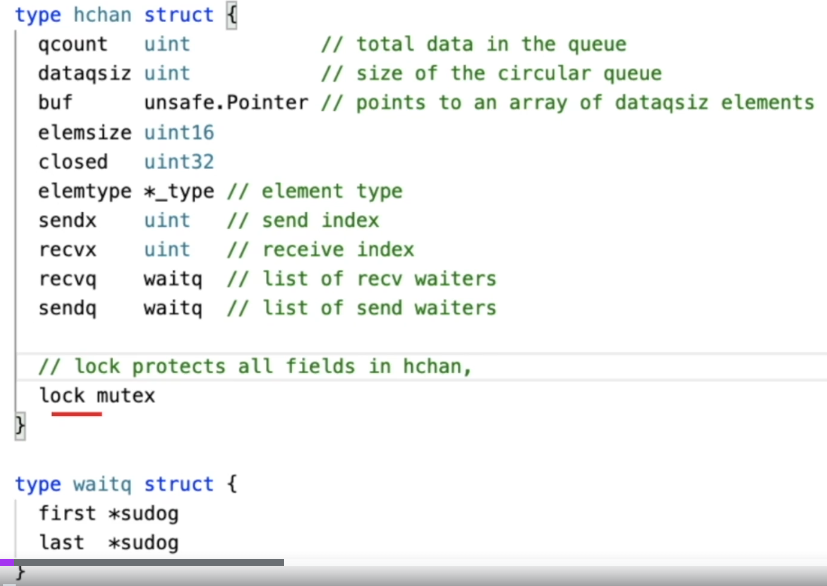 type hchan struct {
qcount uint // total data in the queue
dataqsiz uint // size of the circular queue
buf unsafe.Pointer // points to an array of dataqsiz elements
elemsize uint16
closed uint32
elemtype *_type // element type
sendx uint // send index
recvx uint // receive index
recvq waitq // list of recv waiters
sendq waitq // list of send waiters
// lock protects all fields in hchan,
lock mutex
}
type waitq struct {
first *sudog
last *sudog
}